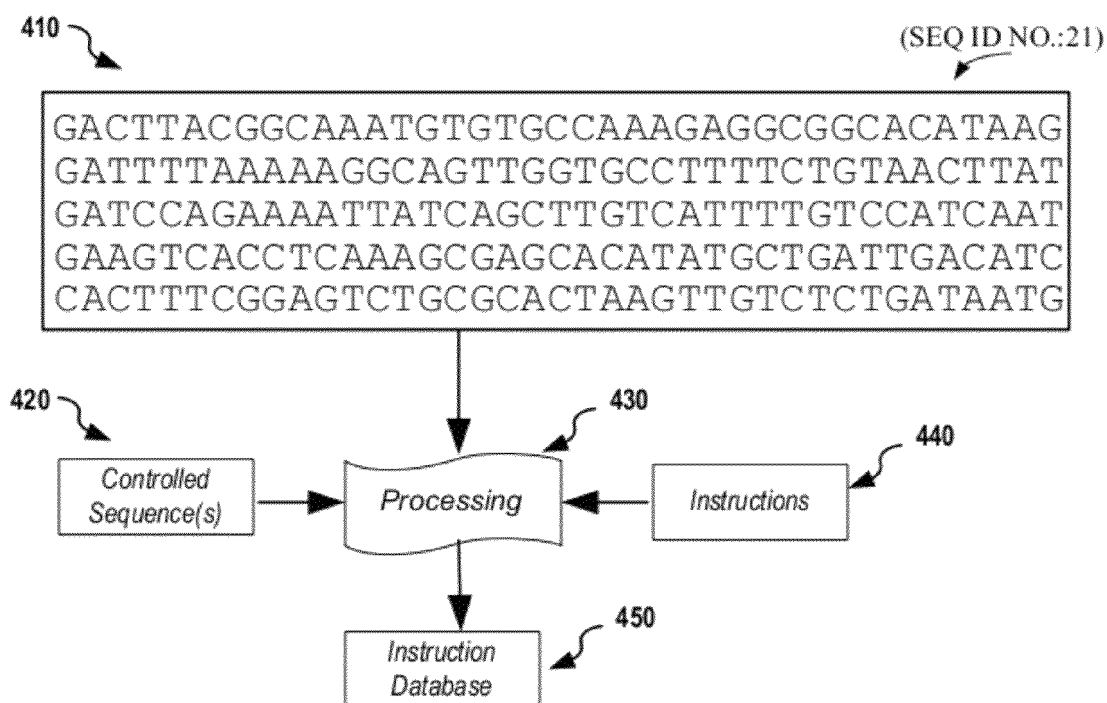 410
(SEQ ID NO.:21)
GACTTACGGCAAATGTGTGCCAAAGAGGCGGCACATAAG
GATTTTAAAAAGGCAGTTGGTGCCTTTTCTGTAACTTAT
GATCCAGAAAATTATCAGCTTGTCATTTTGTCCATCAAT
GAAGTCACCTCAAAGCGAGCACATATGCTGATTGACATC
CACTTTCGGAGTCTGCGCACTAAGTTGTCTCTGATAATG
420
430
440
Controlled
Sequence(s)
Processing
Instructions
450
Instruction
Database